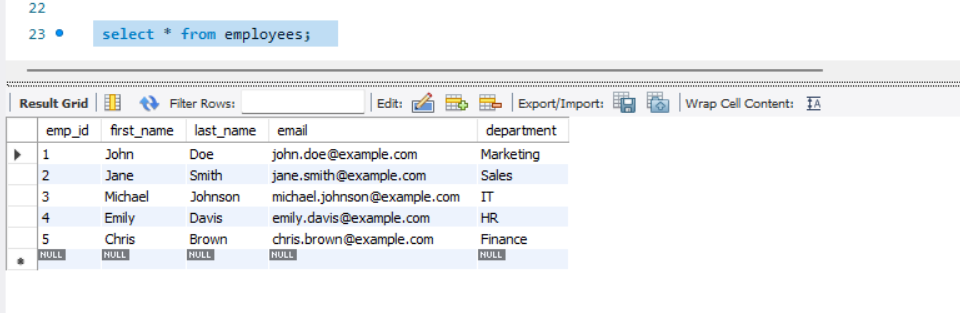 22
23 select * from employees;
Result Grid Filter Rows: Edit: Export/Import: Wrap Cell Content: IA
emp_id first_name last_name email department
1 John Doe john.doe@example.com Marketing
2 Jane Smith jane.smith@example.com Sales
3 Michael Johnson michael.johnson@example.com IT
4 Emily Davis emily.davis@example.com HR
5 Chris Brown chris.brown@example.com Finance
NULL NULL NULL NULL NULL